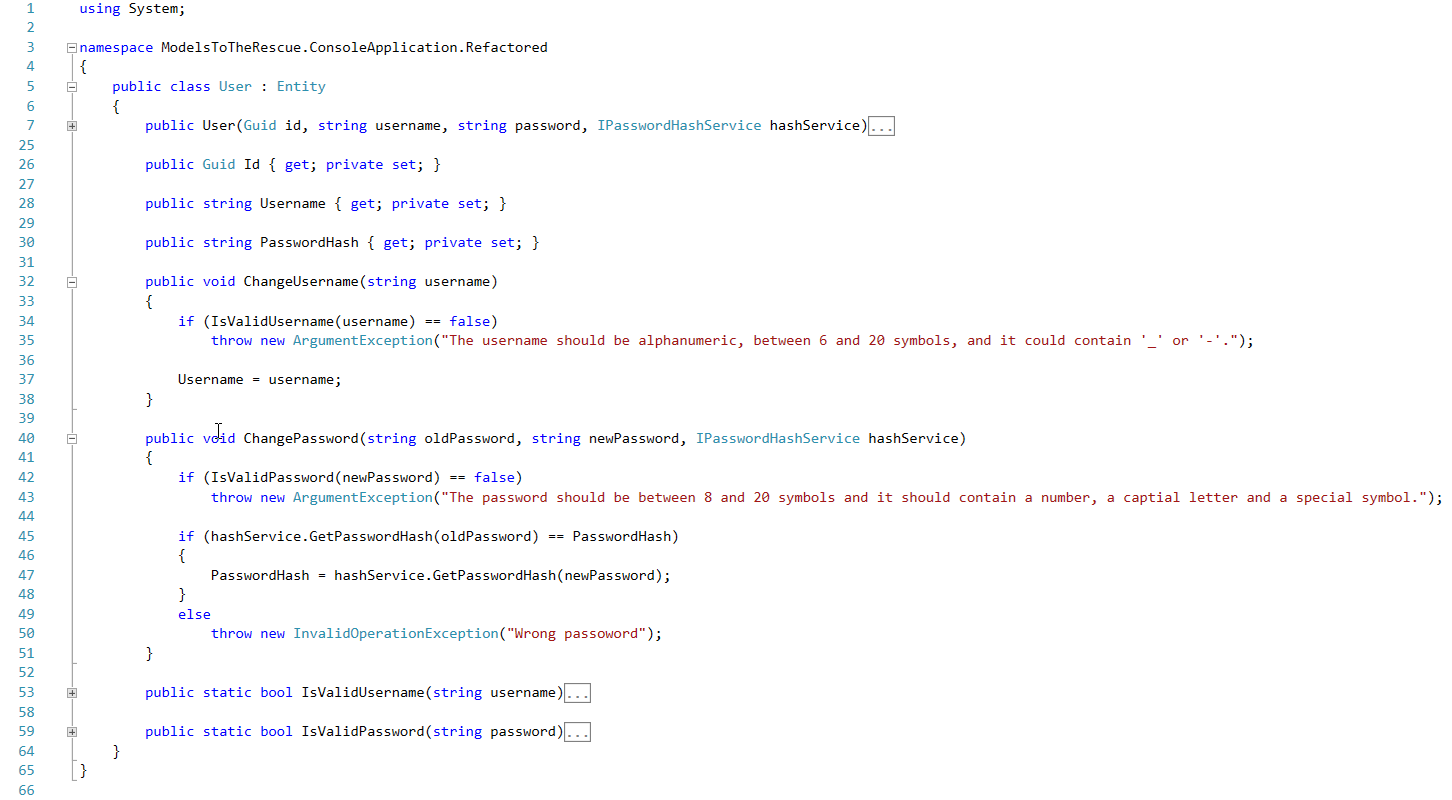 1 using System;
2
3 namespace ModelsToTheRescue.ConsoleApplication.Refactored
4 {
5 public class User : Entity
6 {
7 public User(Guid id, string username, string password, IPasswordHashService hashService)...
25
26 public Guid Id { get; private set; }
27
28 public string Username { get; private set; }
29
30 public string PasswordHash { get; private set; }
31
32 public void ChangeUsername(string username)
33 {
34 if (IsValidUsername(username) == false)
35 throw new ArgumentException("The username should be alphanumeric, between 6 and 20 symbols, and it could contain '_' or '-'.");
36
37 Username = username;
38 }
39
40 public void ChangePassword(string oldPassword, string newPassword, IPasswordHashService hashService)
41 {
42 if (IsValidPassword(newPassword) == false)
43 throw new ArgumentException("The password should be between 8 and 20 symbols and it should contain a number, a captial letter and a special symbol.");
44
45 if (hashService.GetPasswordHash(oldPassword) == PasswordHash)
46 {
47 PasswordHash = hashService.GetPasswordHash(newPassword);
48 }
49 else
50 throw new InvalidOperationException("Wrong passoword");
51 }
52
53 public static bool IsValidUsername(string username)...
58
59 public static bool IsValidPassword(string password)...
64 }
65 }
66